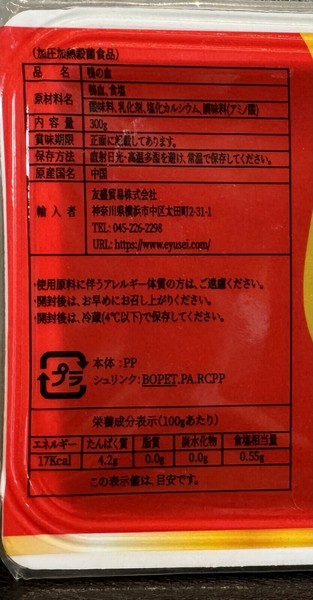 (加圧加熱殺菌食品)
品 名 鴨の血
原材料名 鴨血、食塩
酸味料、乳化剤、塩化カルシウム、調味料(アミノ酸)
内 容 量 300g
賞味期限 正面に記載してあります。
保存方法 直射日光・高温多湿を避け、常温で保存してください。
原産国名 中国
輸 入 者 友盛貿易株式会社
神奈川県横浜市中区太田町2-31-1
TEL: 045-226-2298
URL: https://www.eyusei.com/
・使用原料に伴うアレルギー体質の方は、ご遠慮ください。
・開封後は、お早めにお召し上がりください。
・開封後は、冷蔵(4℃以下)で保存してください。
プラ
本体 : PP
シュリンク: BOPET.PA.RCPP
栄養成分表示(100gあたり)
エネルギー たんぱく質 脂質 炭水化物 食塩相当量
17Kcal 4.2g 0.0g 0.0g 0.55g
この表示値は、目安です。